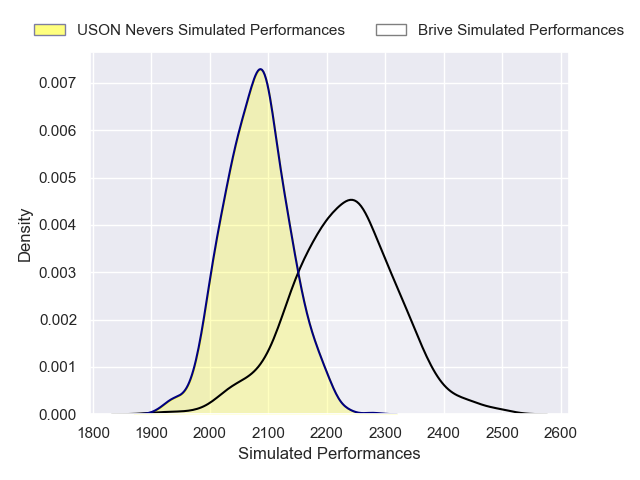 USON Nevers Simulated Performances Brive Simulated Performances
0.007
0.006
0.005
0.004
0.003
0.002
0.001
0.000
Density
1800 1900 2000 2100 2200 2300 2400 2500 2600
Simulated Performances